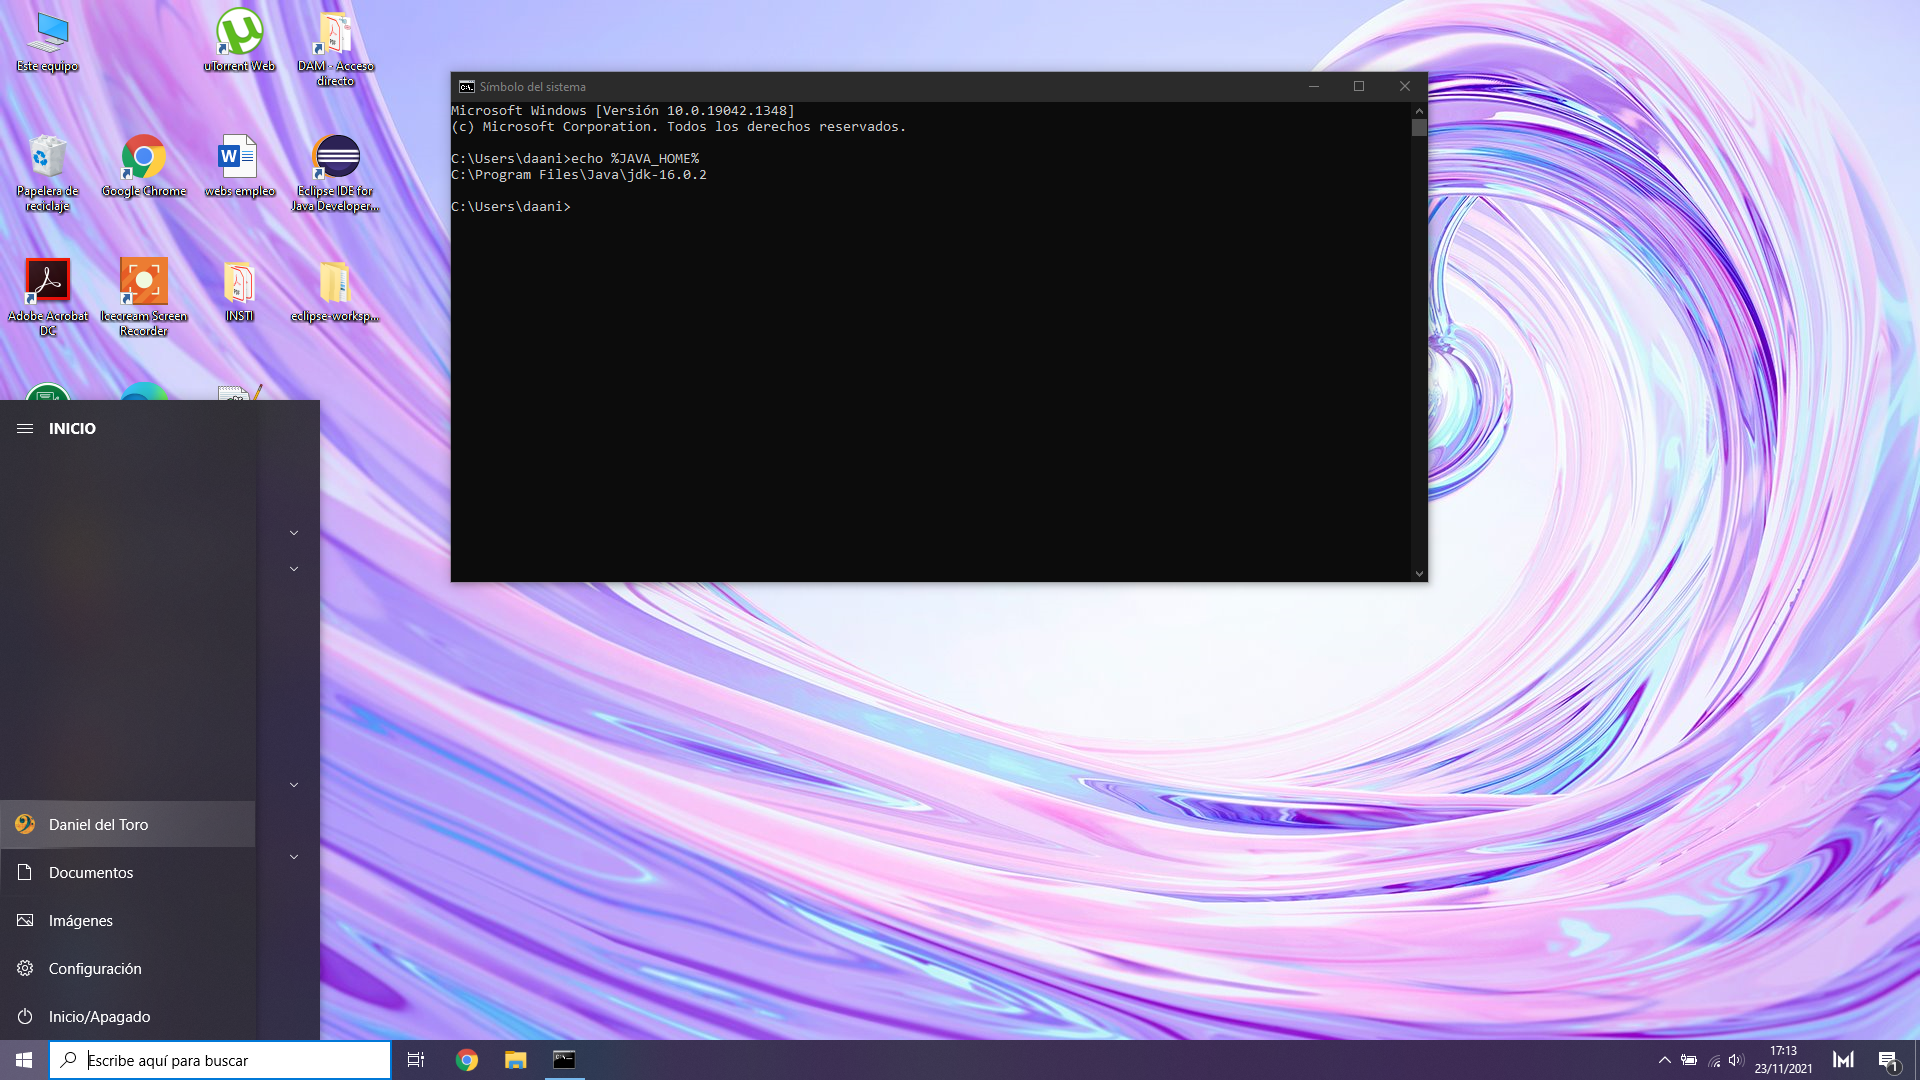 Este equipo
uTorrent Web
DAM - Acceso
directo
Papelera de
reciclaje
Google Chrome
webs empleo
Eclipse IDE for
Java Developer...
Adobe Acrobat
DC
Icecream Screen
Recorder
INSTI
eclipse-worksp...
Símbolo del sistema
Microsoft Windows [Versión 10.0.19042.1348]
(c) Microsoft Corporation. Todos los derechos reservados.
C:\Users\daani>echo %JAVA_HOME%
C:\Program Files\Java\jdk-16.0.2
C:\Users\daani>
INICIO
Daniel del Toro
Documentos
Imágenes
Configuración
Inicio/Apagado
Escribe aquí para buscar
17:13
23/11/2021
1